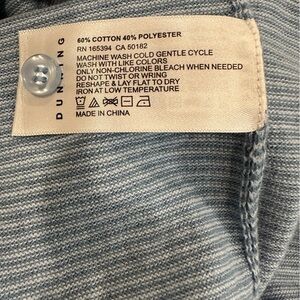 DUNNING
60% COTTON 40% POLYESTER
RN 165394 CA 50182
MACHINE WASH COLD GENTLE CYCLE
WASH WITH LIKE COLORS
ONLY NON-CHLORINE BLEACH WHEN NEEDED
DO NOT TWIST OR WRING
RESHAPE & LAY FLAT TO DRY
IRON AT LOW TEMPERATURE
MADE IN CHINA